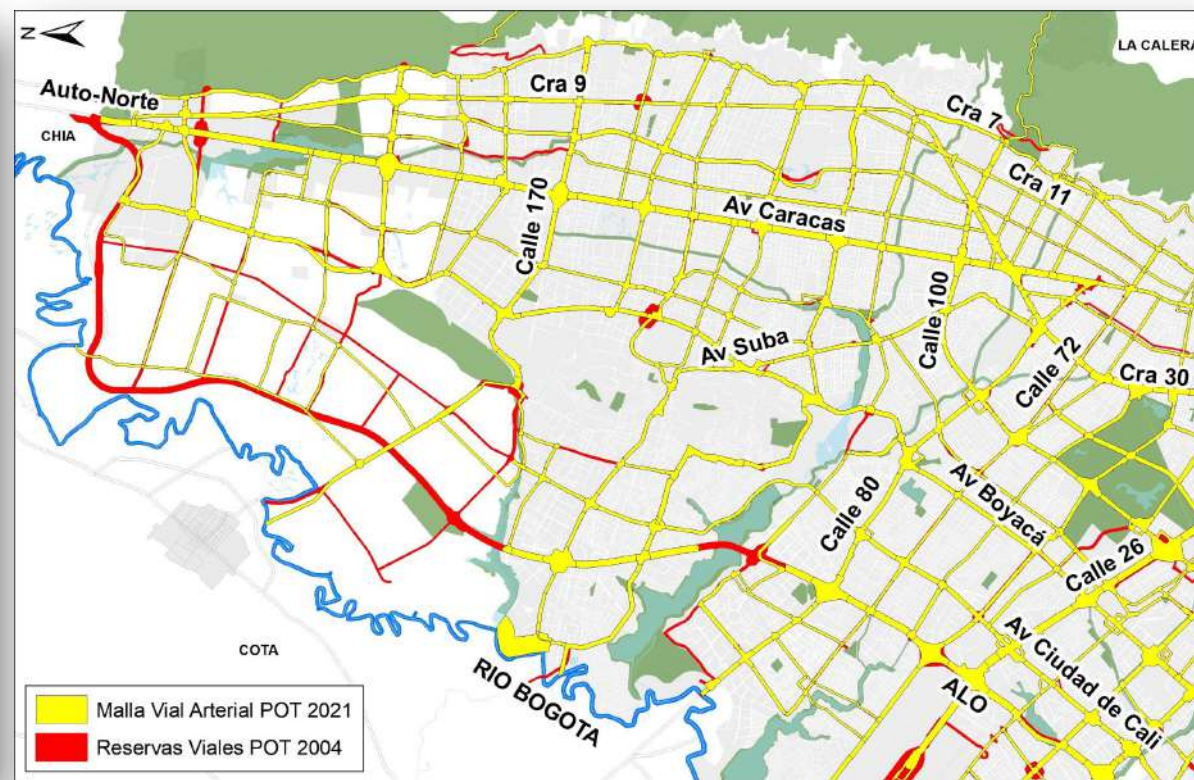 N
LA CALERA
Auto-Norte
CHIA
Cra 9
Cra 7
Cra 11
Calle 170
Av Caracas
Calle 100
Av Suba
Calle 72
Cra 30
Calle 80
Av Boyacá
Calle 26
Av Ciudad de Cali
ALO
RIO BOGOTA
COTA
Malla Vial Arterial POT 2021
Reservas Viales POT 2004